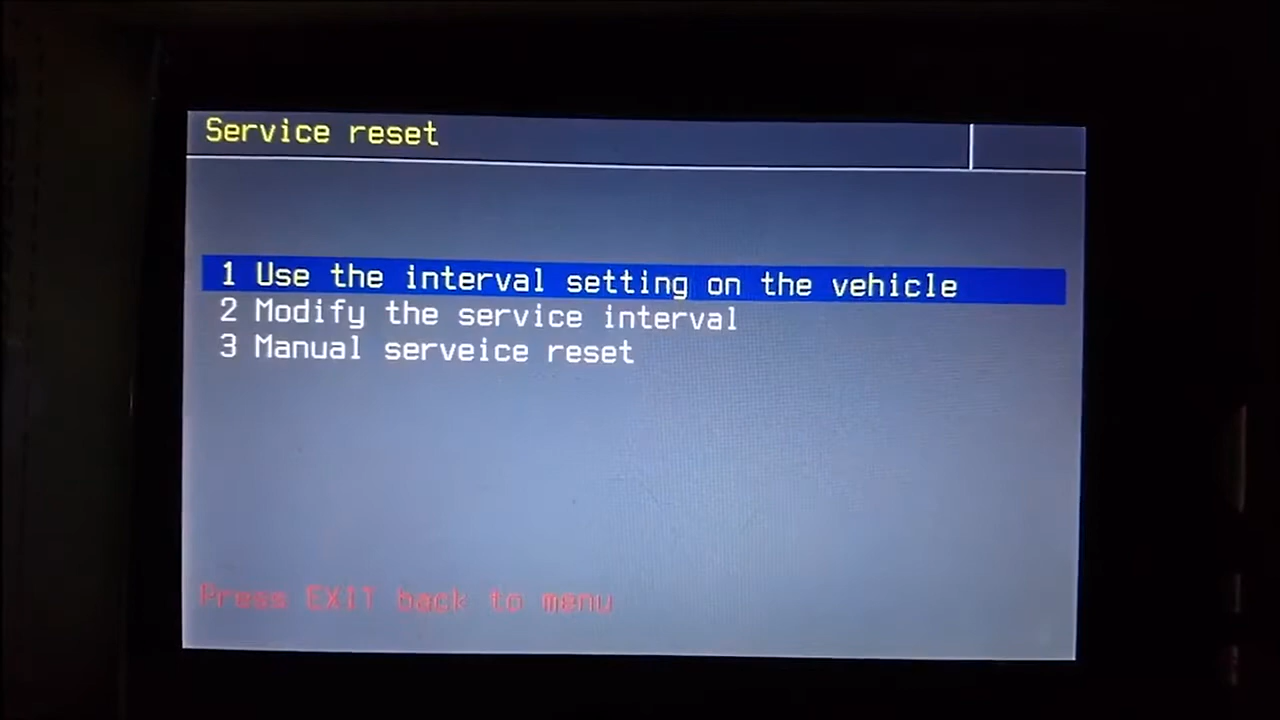 Service reset
1 Use the interval setting on the vehicle
2 Modify the service interval
3 Manual serveice reset
Press EXIT back to menu